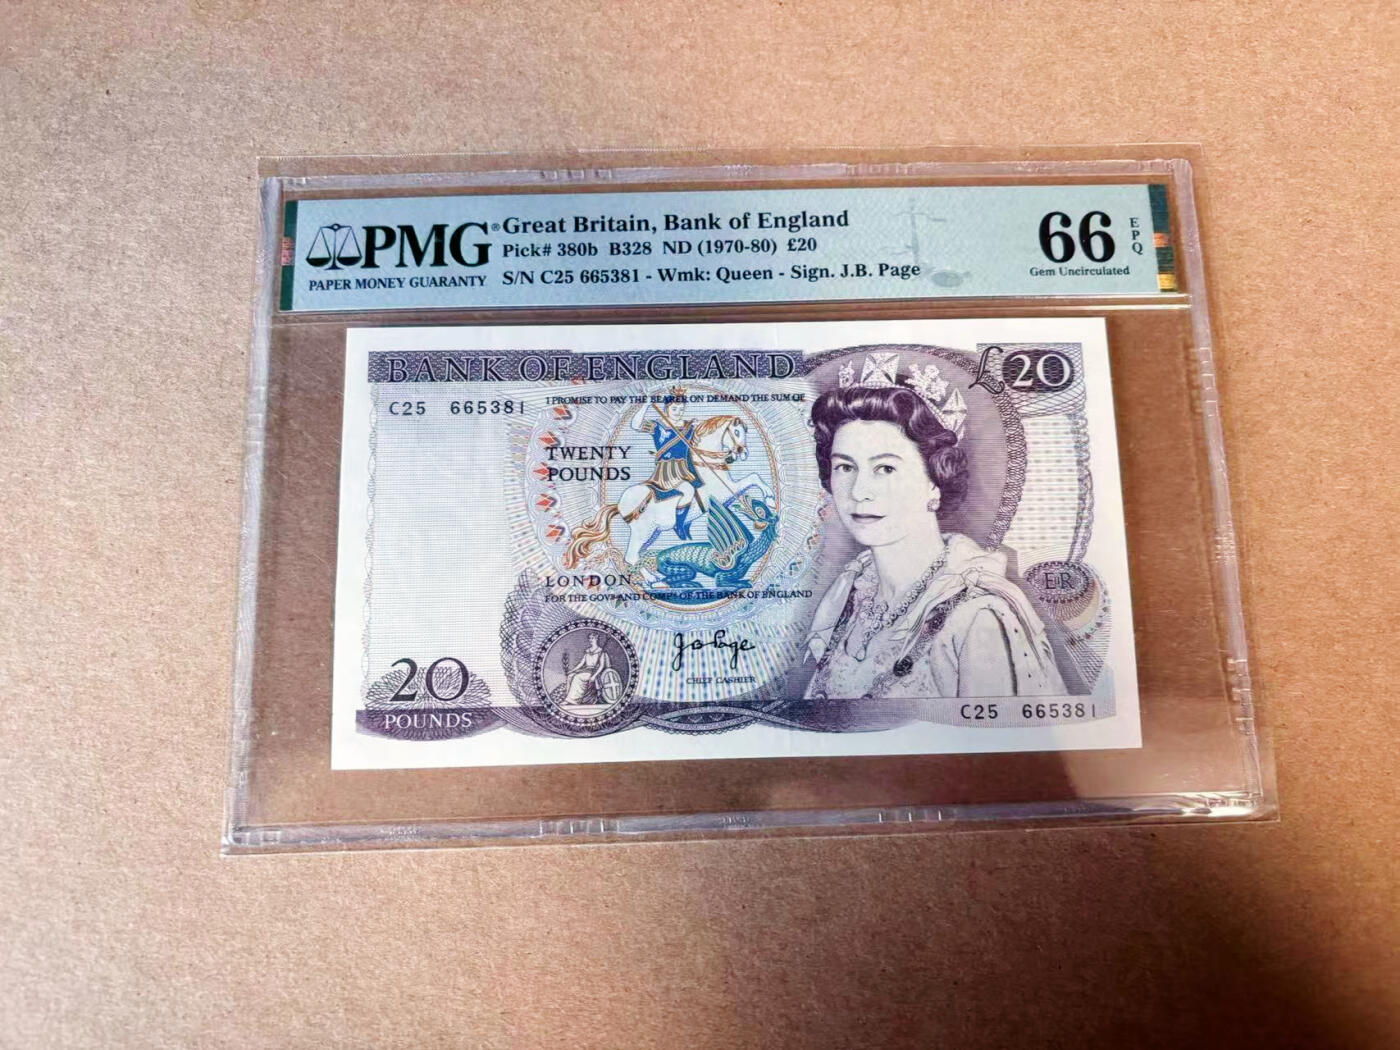 PMG®
PAPER MONEY GUARANTY
Great Britain, Bank of England
Pick# 380b B328 ND (1970-80) £20
S/N C25 665381 - Wmk: Queen - Sign. J.B. Page
66
EPQ
Gem Uncirculated
BANK OF ENGLAND
£20
C25 665381
I PROMISE TO PAY THE BEARER ON DEMAND THE SUM OF
TWENTY
POUNDS
LONDON
FOR THE GOVR AND COMPA OF THE BANK OF ENGLAND
ER
J B Page
CHIEF CASHIER
20
POUNDS
C25 665381